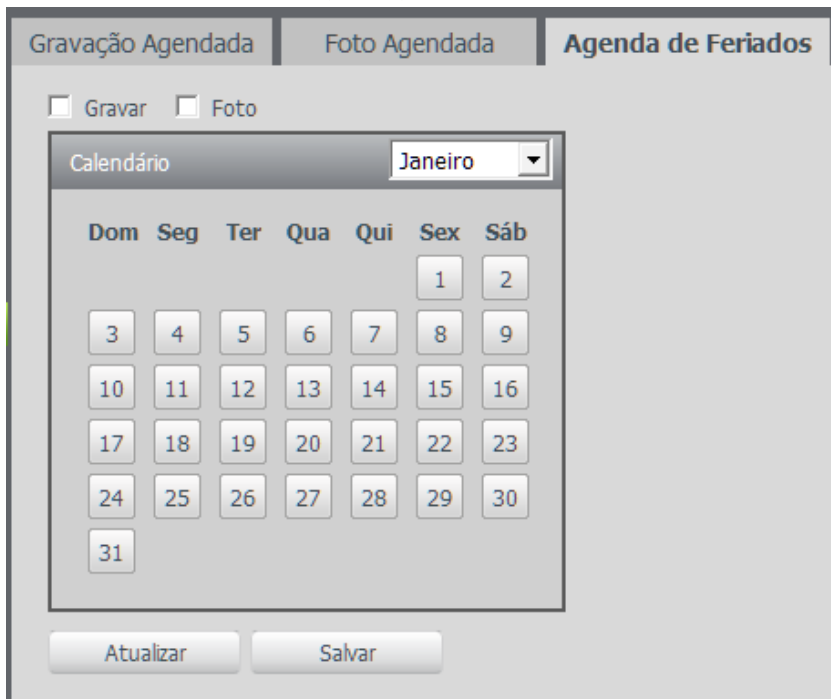 Gravação Agendada Foto Agendada Agenda de Feriados
Gravar Foto
Calendário Janeiro
Dom Seg Ter Qua Qui Sex Sáb
1 2
3 4 5 6 7 8 9
10 11 12 13 14 15 16
17 18 19 20 21 22 23
24 25 26 27 28 29 30
31
Atualizar Salvar